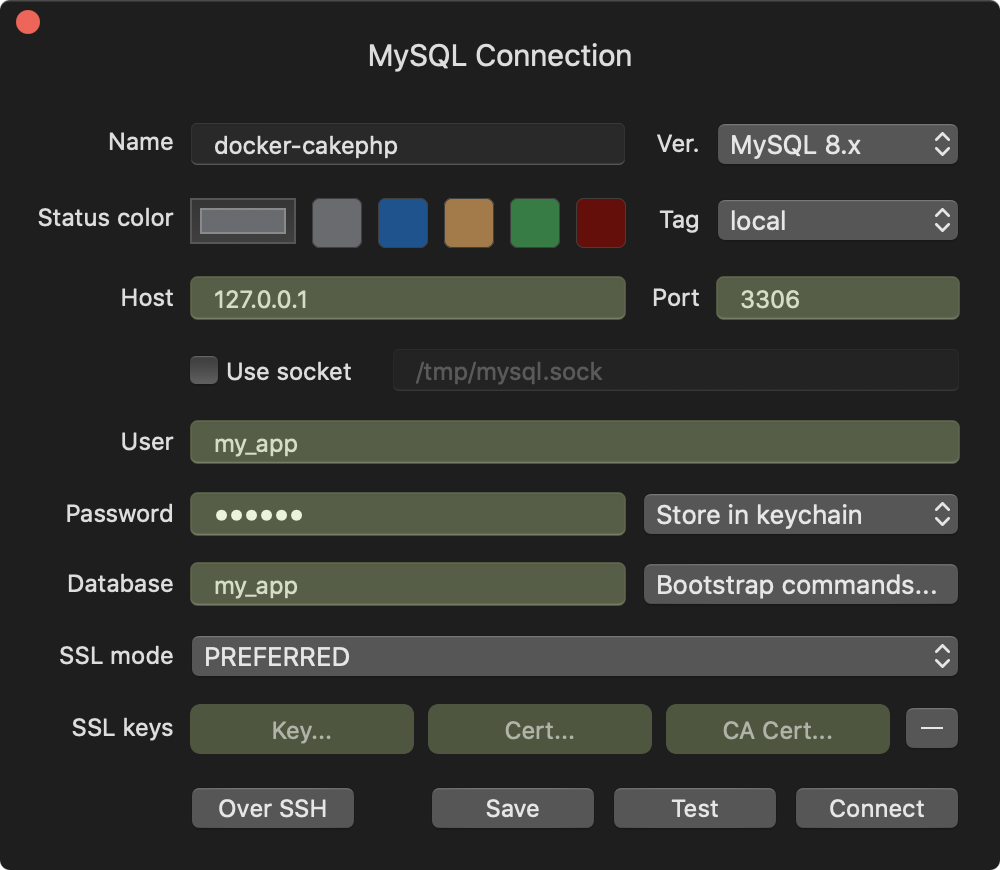 MySQL Connection
Name docker-cakephp Ver. MySQL 8.x
Status color Tag local
Host 127.0.0.1 Port 3306
Use socket /tmp/mysql.sock
User my_app
Password •••••• Store in keychain
Database my_app Bootstrap commands...
SSL mode PREFERRED
SSL keys Key... Cert... CA Cert... —
Over SSH Save Test Connect